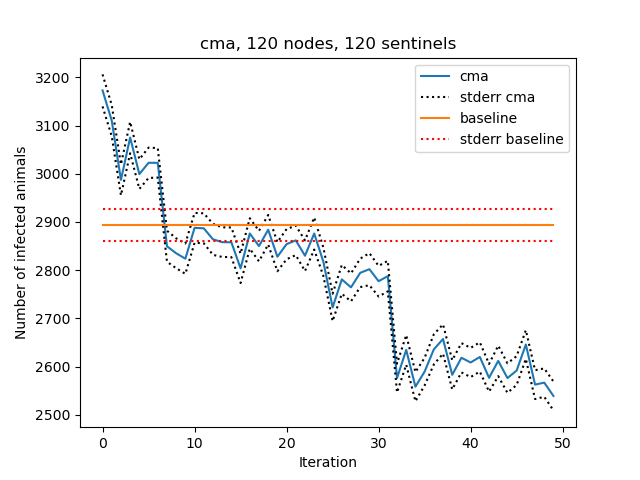 cma, 120 nodes, 120 sentinels
cma
stderr cma
baseline
stderr baseline
Number of infected animals
3200
3100
3000
2900
2800
2700
2600
2500
0 10 20 30 40 50
Iteration